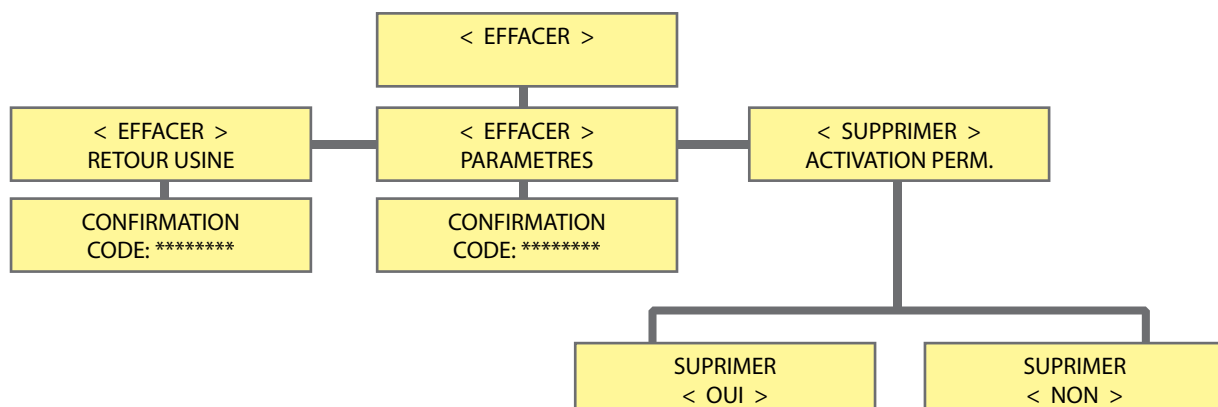 < EFFACER >
< EFFACER >
RETOUR USINE
< EFFACER >
PARAMETRES
< SUPPRIMER >
ACTIVATION PERM.
CONFIRMATION
CODE: ********
CONFIRMATION
CODE: ********
SUPRIMER
< OUI >
SUPRIMER
< NON >